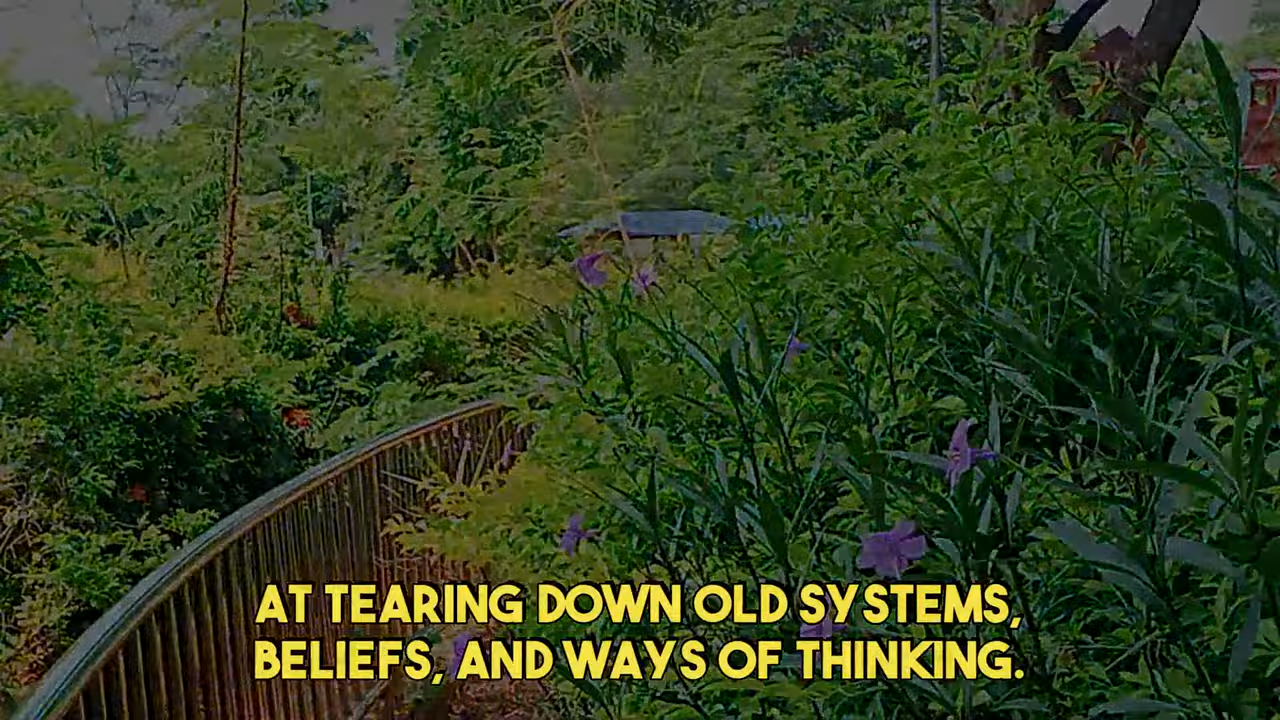 AT TEARING DOWN OLD SYSTEMS,
BELIEFS, AND WAYS OF THINKING.